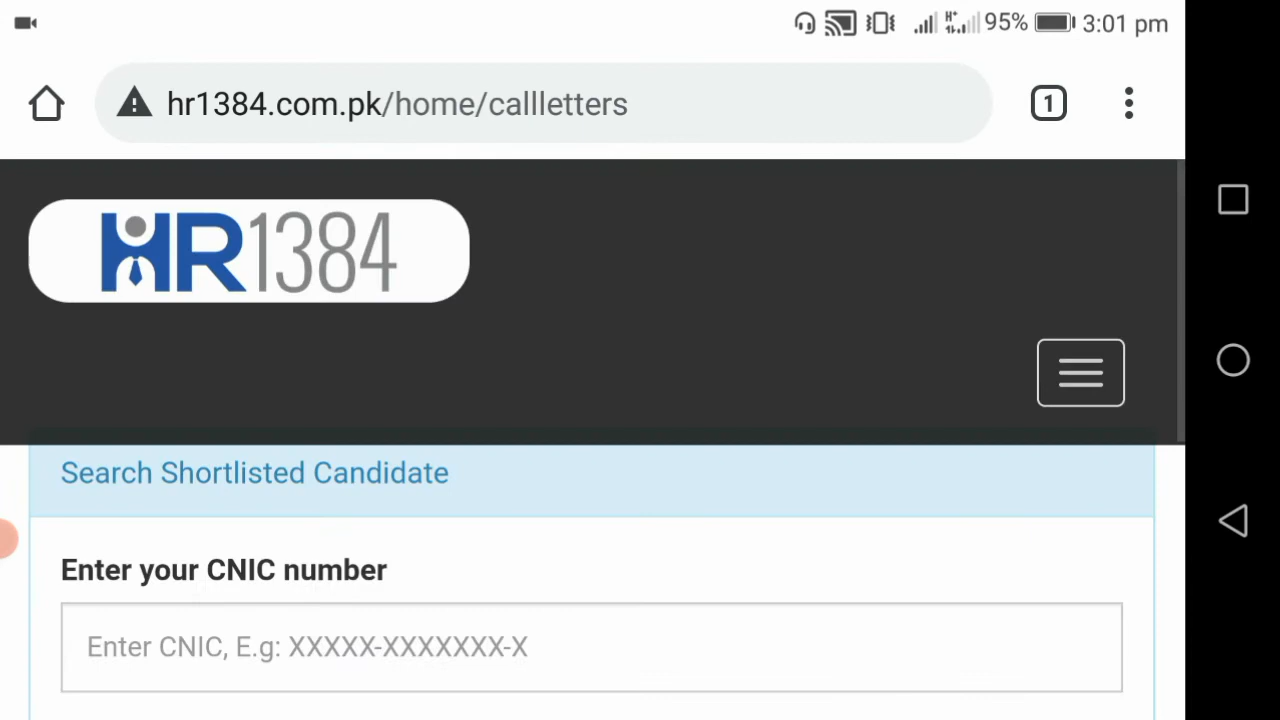 H+ 95% 3:01 pm
hr1384.com.pk/home/callletters 1
HR1384
Search Shortlisted Candidate
Enter your CNIC number
Enter CNIC, E.g: XXXXX-XXXXXXX-X